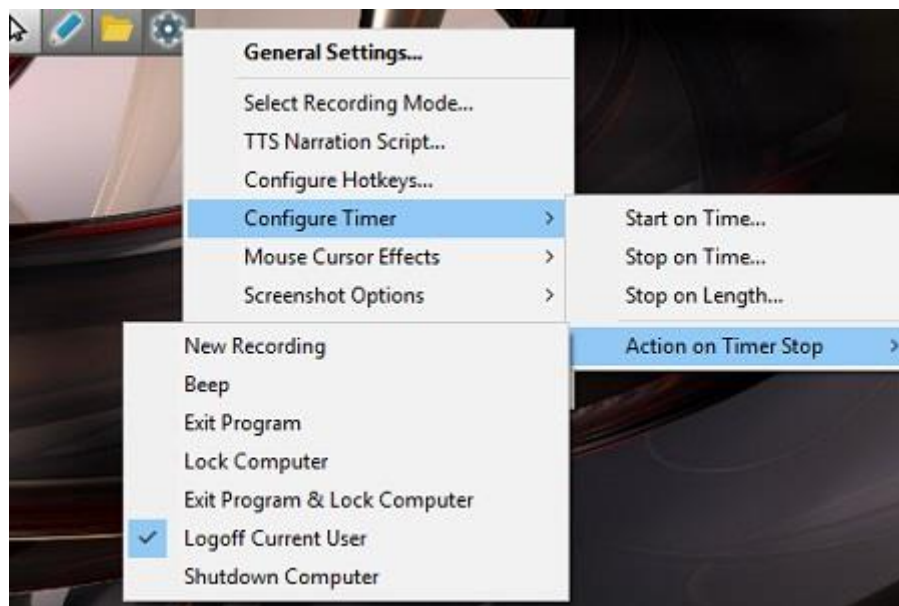 General Settings...
Select Recording Mode...
TTS Narration Script...
Configure Hotkeys...
Configure Timer
Mouse Cursor Effects
Screenshot Options
Start on Time...
Stop on Time...
Stop on Length...
Action on Timer Stop
New Recording
Beep
Exit Program
Lock Computer
Exit Program & Lock Computer
Logoff Current User
Shutdown Computer